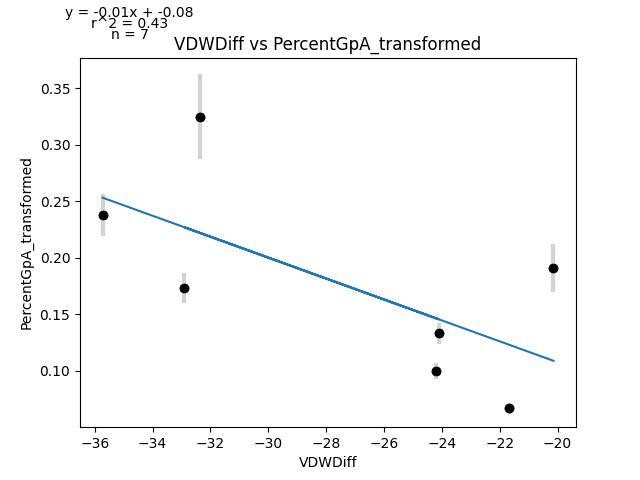 y = -0.01x + -0.08
r^2 = 0.43
n = 7
VDWDiff vs PercentGpA_transformed
0.35
0.30
0.25
0.20
0.15
0.10
PercentGpA_transformed
−36
−34
−32
−30
−28
−26
−24
−22
−20
VDWDiff